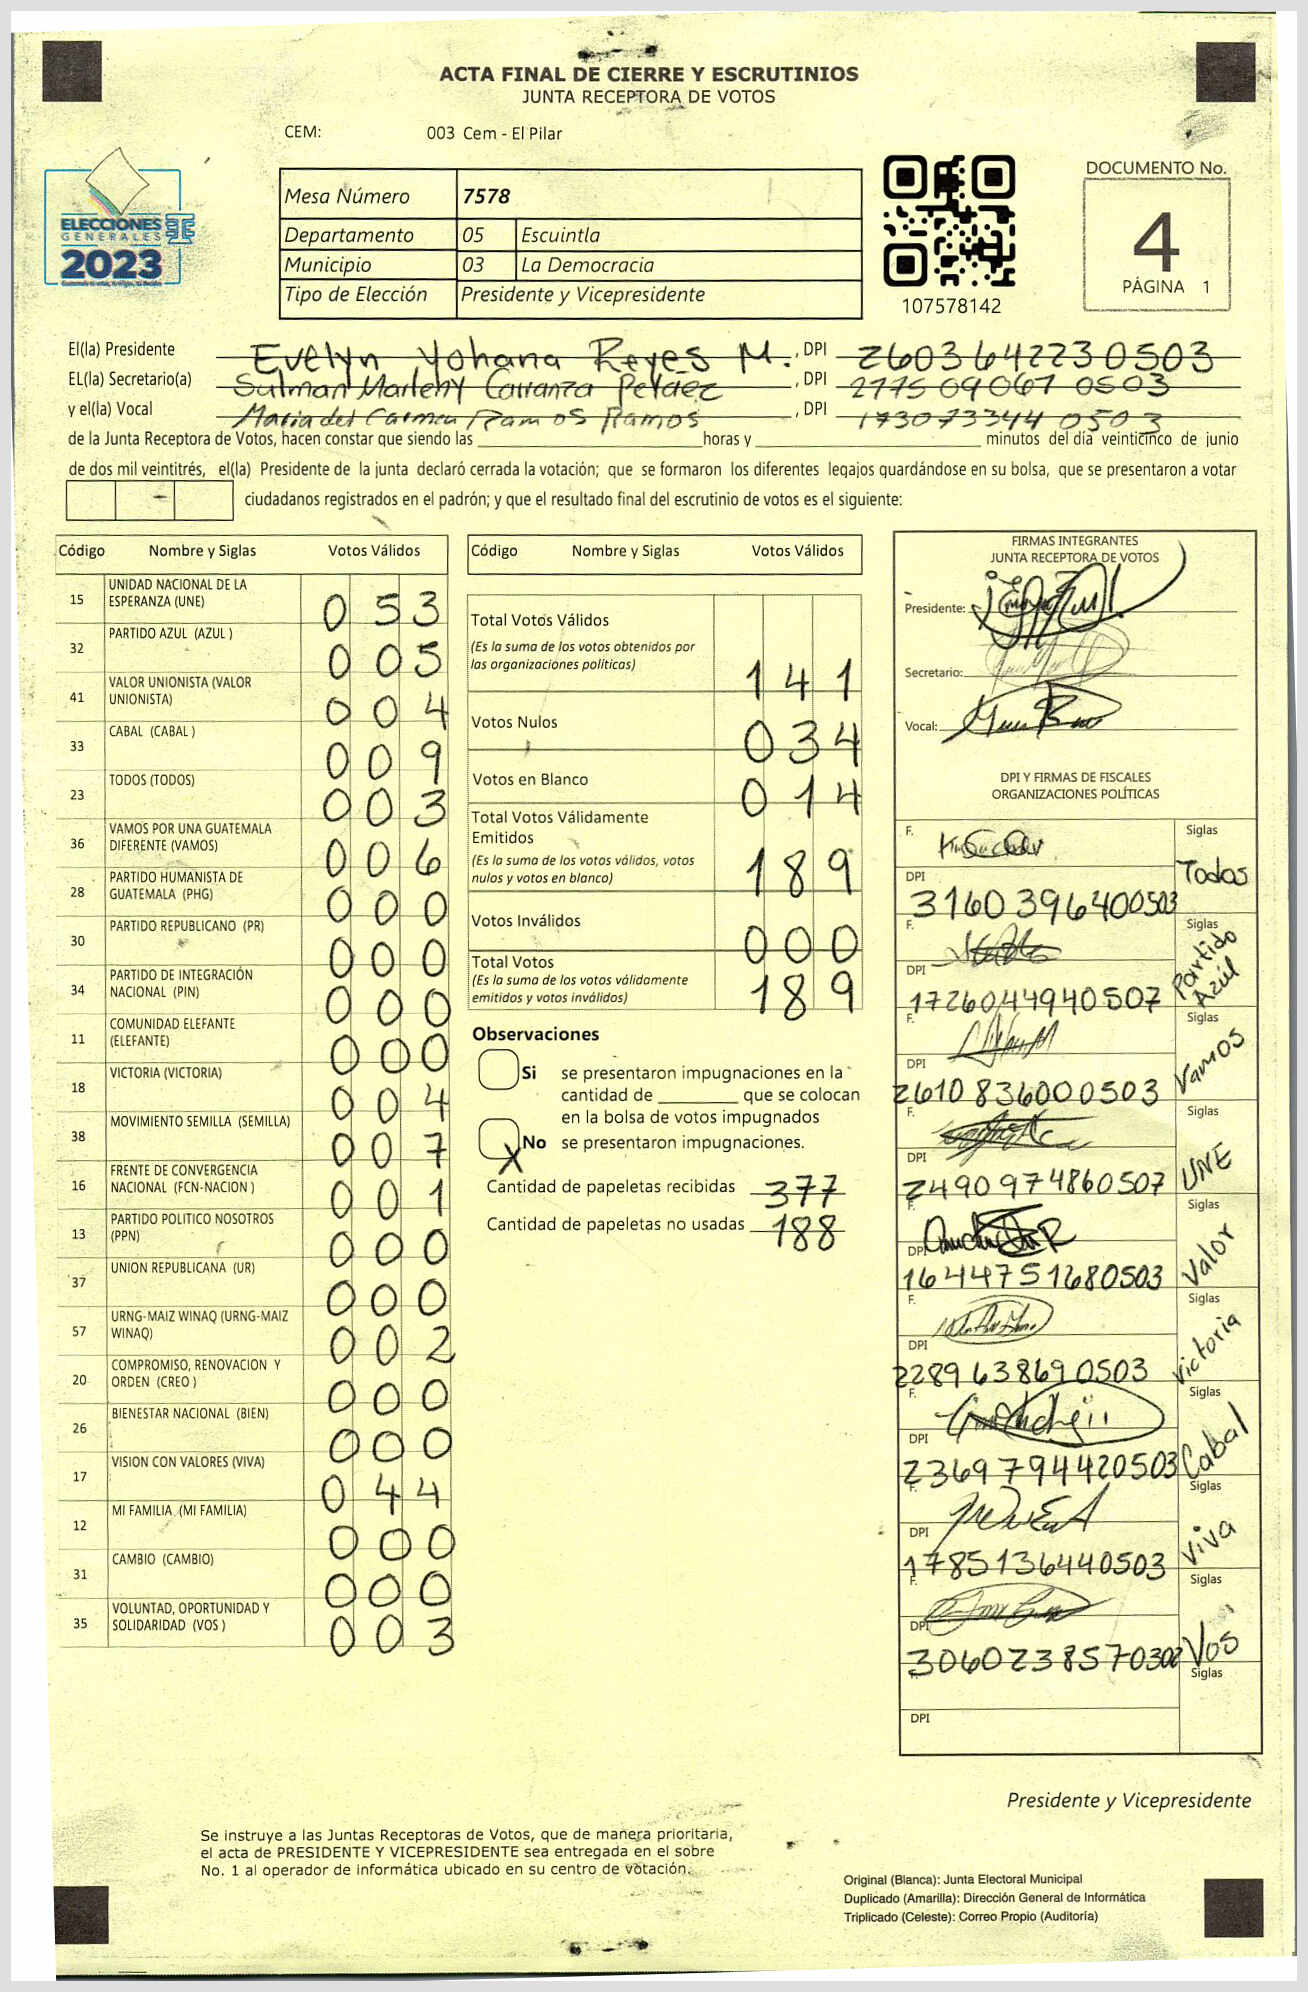 ACTA FINAL DE CIERRE Y ESCRUTINIOS
JUNTA RECEPTORA DE VOTOS
CEM: 003 Cem - El Pilar
ELECCIONES
GENERALES
2023
Mesa Número 7578
Departamento 05 Escuintla
Municipio 03 La Democracia
Tipo de Elección Presidente y Vicepresidente
107578142
DOCUMENTO No.
4
PÁGINA 1
El(la) Presidente Evelyn Yohana Reyes M. , DPI 2603642230503
EL(la) Secretario(a) Sulman Marleny Carranza Peláez , DPI 2775 09067 0503
y el(la) Vocal Maria del Carmen Ramos Ramos , DPI 173073344 0503
de la Junta Receptora de Votos, hacen constar que siendo las horas y minutos del día veinticinco de junio
de dos mil veintitrés, el(la) Presidente de la junta declaró cerrada la votación; que se formaron los diferentes legajos guardándose en su bolsa, que se presentaron a votar
ciudadanos registrados en el padrón; y que el resultado final del escrutinio de votos es el siguiente:
Código Nombre y Siglas Votos Válidos
15 UNIDAD NACIONAL DE LA ESPERANZA (UNE) 053
32 PARTIDO AZUL (AZUL ) 005
41 VALOR UNIONISTA (VALOR UNIONISTA) 004
33 CABAL (CABAL ) 009
23 TODOS (TODOS) 003
36 VAMOS POR UNA GUATEMALA DIFERENTE (VAMOS) 006
28 PARTIDO HUMANISTA DE GUATEMALA (PHG) 000
30 PARTIDO REPUBLICANO (PR) 000
34 PARTIDO DE INTEGRACIÓN NACIONAL (PIN) 000
11 COMUNIDAD ELEFANTE (ELEFANTE) 000
18 VICTORIA (VICTORIA) 004
38 MOVIMIENTO SEMILLA (SEMILLA) 007
16 FRENTE DE CONVERGENCIA NACIONAL (FCN-NACION ) 001
13 PARTIDO POLITICO NOSOTROS (PPN) 000
37 UNION REPUBLICANA (UR) 000
57 URNG-MAIZ WINAQ (URNG-MAIZ WINAQ) 002
20 COMPROMISO, RENOVACION Y ORDEN (CREO ) 000
26 BIENESTAR NACIONAL (BIEN) 000
17 VISION CON VALORES (VIVA) 044
12 MI FAMILIA (MI FAMILIA) 000
31 CAMBIO (CAMBIO) 000
35 VOLUNTAD, OPORTUNIDAD Y SOLIDARIDAD (VOS ) 003
Código Nombre y Siglas Votos Válidos
Total Votos Válidos
(Es la suma de los votos obtenidos por
las organizaciones políticas) 141
Votos Nulos 034
Votos en Blanco 014
Total Votos Válidamente
Emitidos
(Es la suma de los votos válidos, votos
nulos y votos en blanco) 189
Votos Inválidos 000
Total Votos
(Es la suma de los votos válidamente
emitidos y votos inválidos) 189
Observaciones
Si se presentaron impugnaciones en la
cantidad de que se colocan
en la bolsa de votos impugnados
X No se presentaron impugnaciones.
Cantidad de papeletas recibidas 377
Cantidad de papeletas no usadas 188
FIRMAS INTEGRANTES
JUNTA RECEPTORA DE VOTOS
Presidente:
Secretario:
Vocal:
DPI Y FIRMAS DE FISCALES
ORGANIZACIONES POLÍTICAS
F. Siglas
DPI Todos
3160396400503
F. Siglas
DPI Partido Azul
1726044940507
F. Siglas
DPI Vamos
2610836000503
F. Siglas
DPI UNE
2490974860507
F. Siglas
DPI Valor
1644751680503
F. Siglas
DPI Victoria
2289638690503
F. Siglas
DPI Cabal
2369794420503
F. Siglas
DPI Viva
1785136440503
F. Siglas
DPI Vos
3060238570302
F. Siglas
DPI
Presidente y Vicepresidente
Se instruye a las Juntas Receptoras de Votos, que de manera prioritaria,
el acta de PRESIDENTE Y VICEPRESIDENTE sea entregada en el sobre
No. 1 al operador de informática ubicado en su centro de votación.
Original (Blanca): Junta Electoral Municipal
Duplicado (Amarilla): Dirección General de Informática
Triplicado (Celeste): Correo Propio (Auditoría)